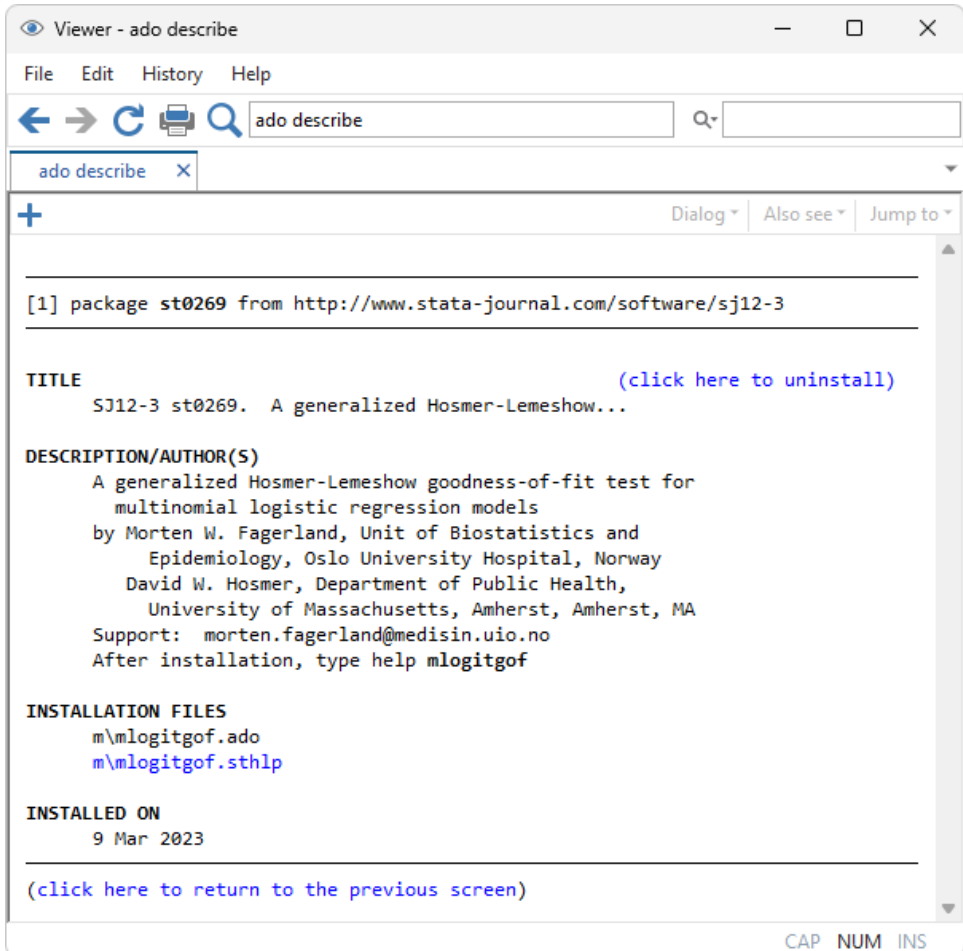 Viewer - ado describe
File Edit History Help
ado describe
ado describe
Dialog Also see Jump to
[1] package st0269 from http://www.stata-journal.com/software/sj12-3
TITLE (click here to uninstall)
SJ12-3 st0269. A generalized Hosmer-Lemeshow...
DESCRIPTION/AUTHOR(S)
A generalized Hosmer-Lemeshow goodness-of-fit test for
multinomial logistic regression models
by Morten W. Fagerland, Unit of Biostatistics and
Epidemiology, Oslo University Hospital, Norway
David W. Hosmer, Department of Public Health,
University of Massachusetts, Amherst, Amherst, MA
Support: morten.fagerland@medisin.uio.no
After installation, type help mlogitgof
INSTALLATION FILES
m\mlogitgof.ado
m\mlogitgof.sthlp
INSTALLED ON
9 Mar 2023
(click here to return to the previous screen)
CAP NUM INS